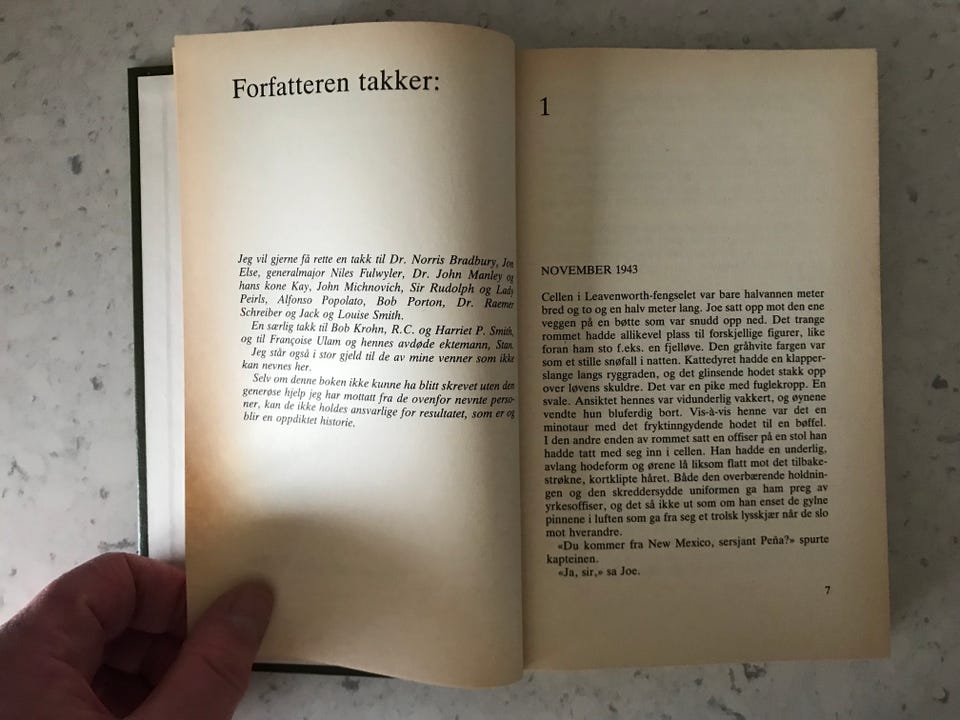 Forfatteren takker:
Jeg vil gjerne få rette en takk til Dr. Norris Bradbury, Jon
Else, generalmajor Niles Fulwyler, Dr. John Manley og
hans kone Kay, John Michnovich, Sir Rudolph og Lady
Peirls, Alfonso Popolato, Bob Porton, Dr. Raemer
Schreiber og Jack og Louise Smith.
En særlig takk til Bob Krohn, R.C. og Harriet P. Smith,
og til Françoise Ulam og hennes avdøde ektemann, Stan.
Jeg står også i stor gjeld til de av mine venner som ikke
kan nevnes her.
Selv om denne boken ikke kunne ha blitt skrevet uten den
generøse hjelp jeg har mottatt fra de ovenfor nevnte perso-
ner, kan de ikke holdes ansvarlige for resultatet, som er og
blir en oppdiktet historie.
1
NOVEMBER 1943
Cellen i Leavenworth-fengselet var bare halvannen meter
bred og to og en halv meter lang. Joe satt opp mot den ene
veggen på en bøtte som var snudd opp ned. Det trange
rommet hadde allikevel plass til forskjellige figurer, like
foran ham sto f.eks. en fjelløve. Den gråhvite fargen var
som et stille snøfall i natten. Kattedyret hadde en klapper-
slange langs ryggraden, og det glinsende hodet stakk opp
over løvens skuldre. Det var en pike med fuglekropp. En
svale. Ansiktet hennes var vidunderlig vakkert, og øynene
vendte hun bluferdig bort. Vis-à-vis henne var det en
minotaur med det fryktinngydende hodet til en bøffel.
I den andre enden av rommet satt en offiser på en stol han
hadde tatt med seg inn i cellen. Han hadde en underlig,
avlang hodeform og ørene lå liksom flatt mot det tilbake-
strøkne, kortklipte håret. Både den overbærende holdnin-
gen og den skreddersydde uniformen ga ham preg av
yrkesoffiser, og det så ikke ut som om han enset de gylne
pinnene i luften som ga fra seg et trolsk lysskjær når de slo
mot hverandre.
«Du kommer fra New Mexico, sersjant Peña?» spurte
kapteinen.
«Ja, sir,» sa Joe.
7